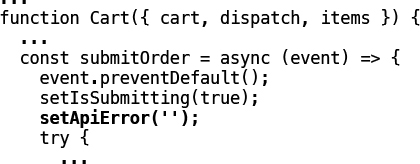 ...
function Cart({ cart, dispatch, items }) {
  ...
  const submitOrder = async (event) => {
    event.preventDefault();
    setIsSubmitting(true);
    setApiError('');
    try {
      ...